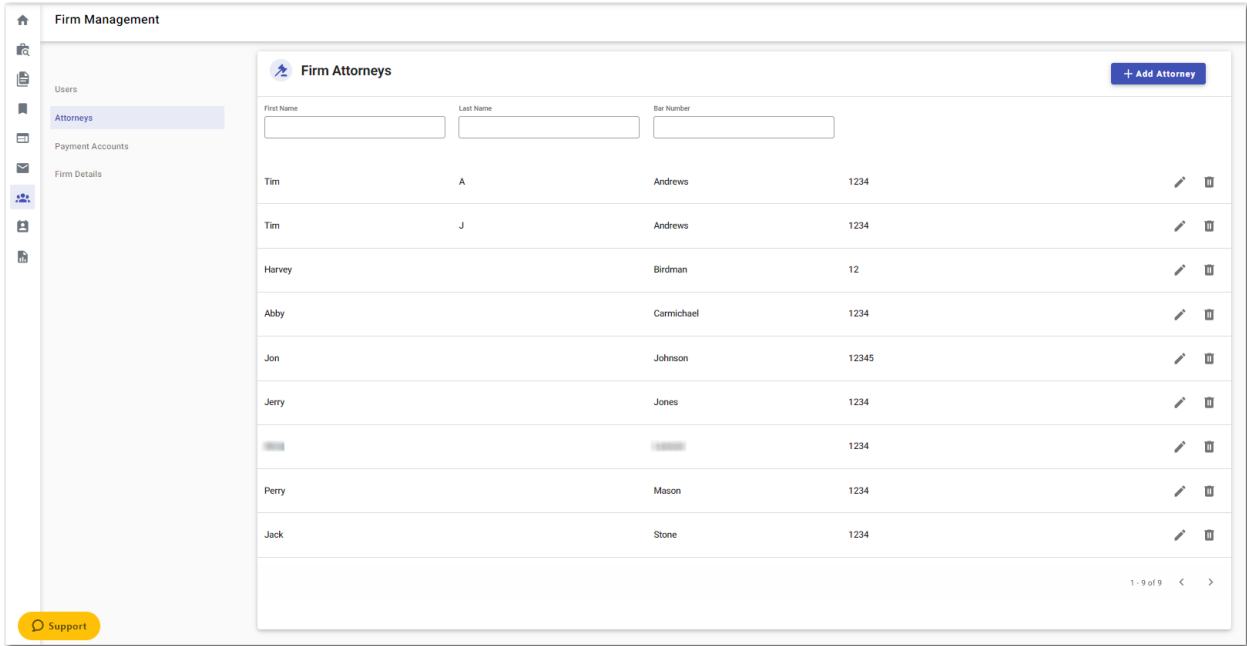 Firm Management
Users
Attorneys
Payment Accounts
Firm Details
Firm Attorneys
+ Add Attorney
First Name Last Name Bar Number
Tim A Andrews 1234
Tim J Andrews 1234
Harvey Birdman 12
Abby Carmichael 1234
Jon Johnson 12345
Jerry Jones 1234
1234
Perry Mason 1234
Jack Stone 1234
1 - 9 of 9
Support